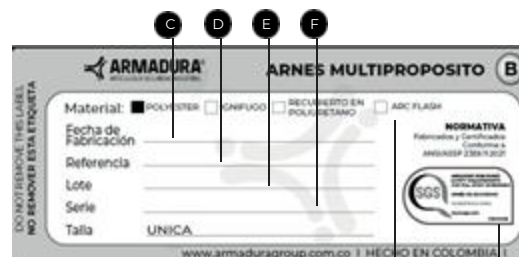 C D E F
ARMADURA
ARNES MULTIPROPOSITO B
DO NOT REMOVE THIS LABEL
NO REMOVER ESTA ETIQUETA
Material: POLYESTER IGNIFUGO RECUBIERTO EN POLIURETANO ARC FLASH
Fecha de
Fabricación
Referencia
Lote
Serie
Talla UNICA
NORMATIVA
Fabricados y Certificados
Conforme a
SGS
www.armaduragroup.com.co | HECHO EN COLOMBIA |